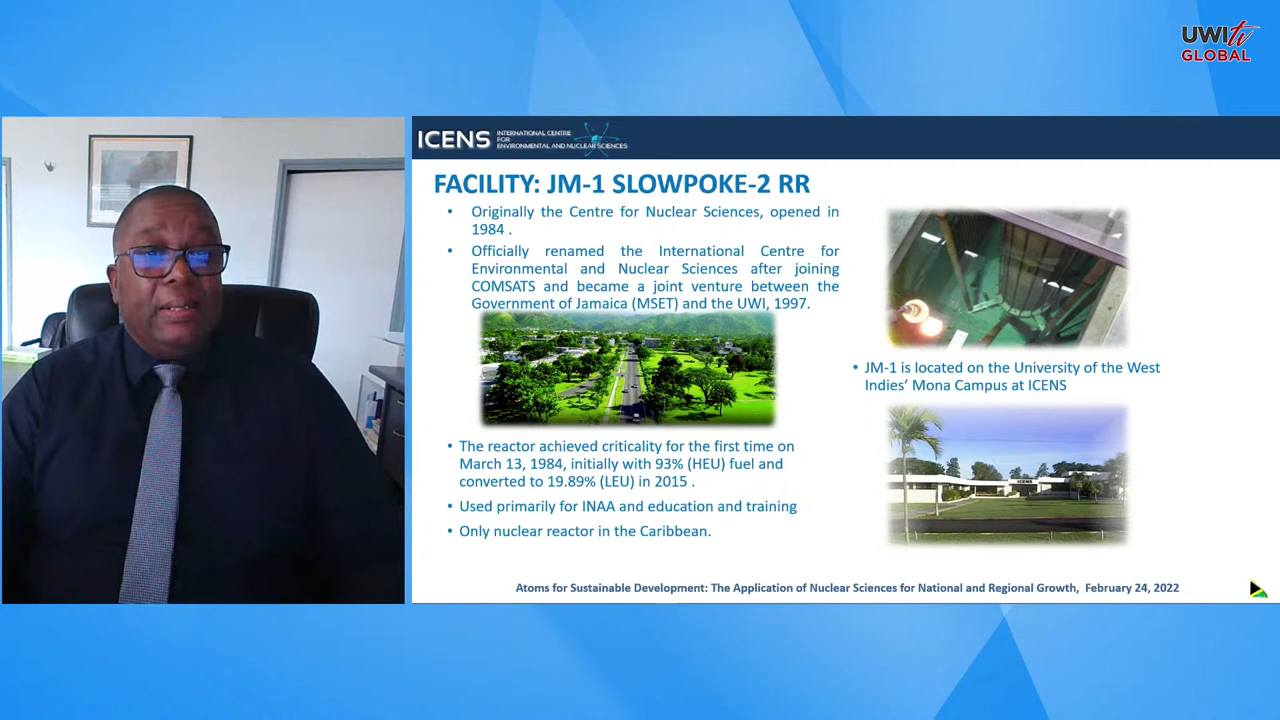 UWI tv
GLOBAL
ICENS
INTERNATIONAL CENTRE
FOR
ENVIRONMENTAL AND NUCLEAR SCIENCES
FACILITY: JM-1 SLOWPOKE-2 RR
• Originally the Centre for Nuclear Sciences, opened in
1984 .
• Officially renamed the International Centre for
Environmental and Nuclear Sciences after joining
COMSATS and became a joint venture between the
Government of Jamaica (MSET) and the UWI, 1997.
• The reactor achieved criticality for the first time on
March 13, 1984, initially with 93% (HEU) fuel and
converted to 19.89% (LEU) in 2015 .
• Used primarily for INAA and education and training
• Only nuclear reactor in the Caribbean.
• JM-1 is located on the University of the West
Indies’ Mona Campus at ICENS
ICENS
Atoms for Sustainable Development: The Application of Nuclear Sciences for National and Regional Growth, February 24, 2022